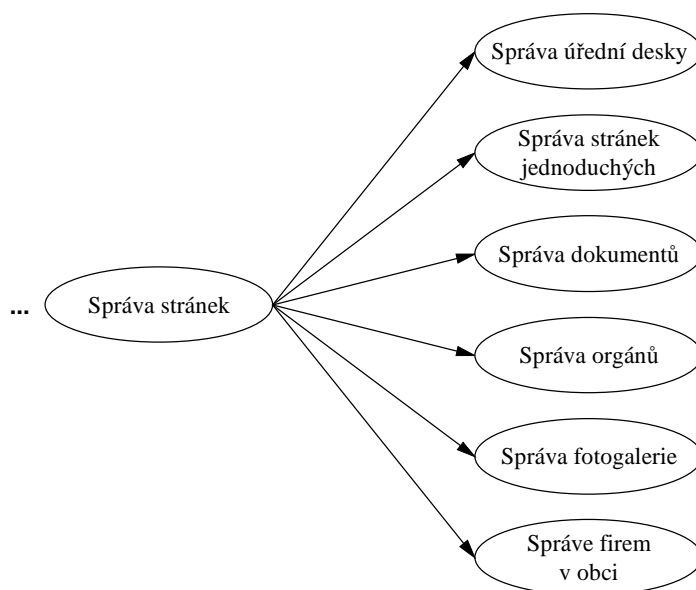 Správa úřední desky
Správa stránek
jednoduchých
Správa dokumentů
... Správa stránek
Správa orgánů
Správa fotogalerie
Správe firem
v obci